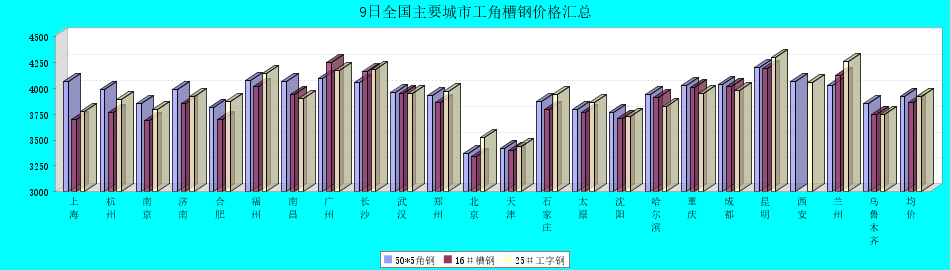 9日全国主要城市工角槽钢价格汇总
4500
4250
4000
3750
3500
3250
3000
上海
杭州
南京
济南
合肥
福州
南昌
广州
长沙
武汉
郑州
北京
天津
石家庄
太原
沈阳
哈尔滨
重庆
成都
昆明
西安
兰州
乌鲁木齐
均价
50*5角钢 16#槽钢 25#工字钢